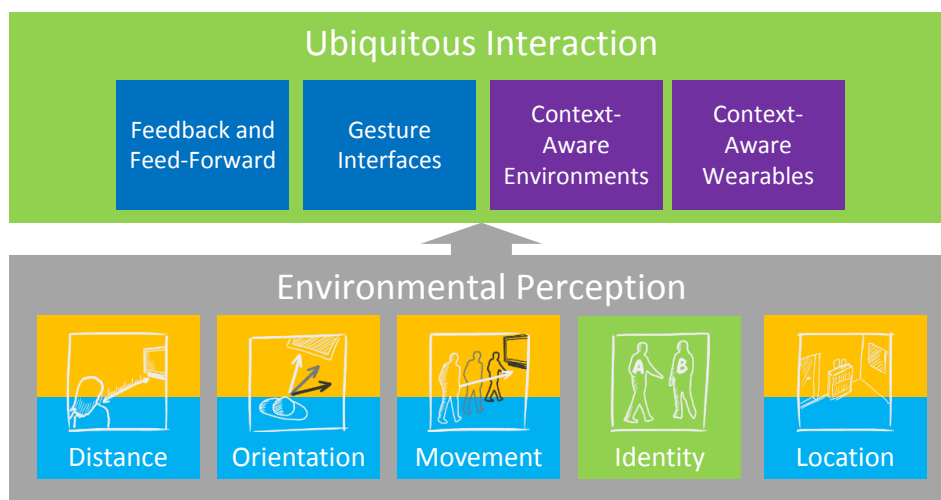 Ubiquitous Interaction
Feedback and
Feed-Forward
Gesture
Interfaces
Context-
Aware
Environments
Context-
Aware
Wearables
Environmental Perception
A B
Distance
Orientation
Movement
Identity
Location